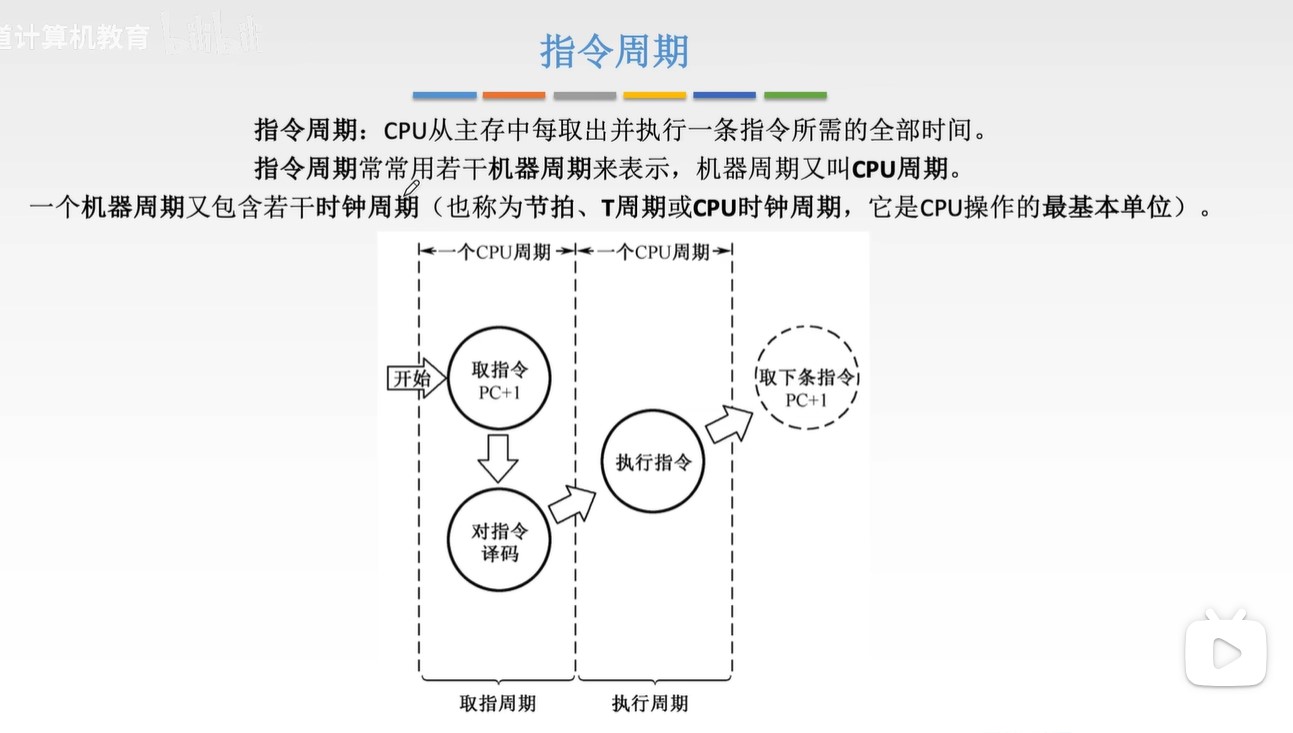 道计算机教育
指令周期
指令周期：CPU从主存中每取出并执行一条指令所需的全部时间。
指令周期常常用若干机器周期来表示，机器周期又叫CPU周期。
一个机器周期又包含若干时钟周期（也称为节拍、T周期或CPU时钟周期，它是CPU操作的最基本单位）。
一个CPU周期
一个CPU周期
开始
取指令
PC+1
对指令
译码
执行指令
取下条指令
PC+1
取指周期
执行周期